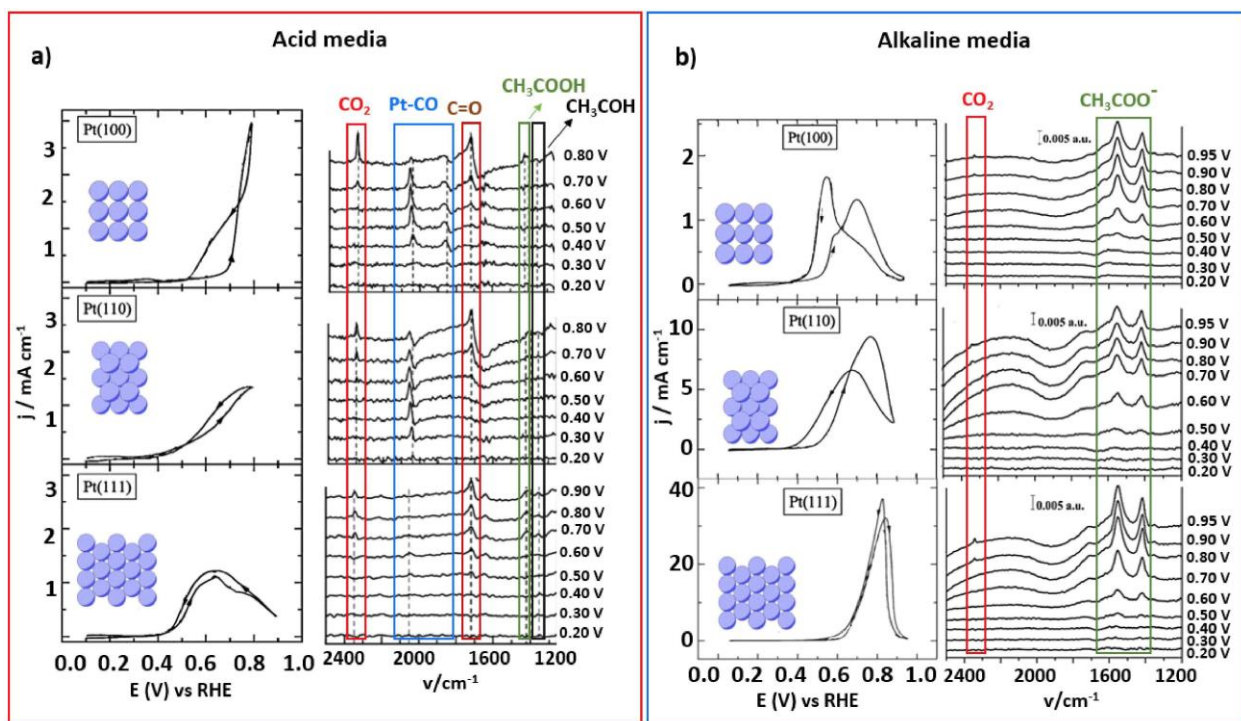 Acid media
a)
CH₃COOH
CO₂
Pt-CO
C=O
CH₃COH
Pt(100)
3
2
1
0.80 V
0.70 V
0.60 V
0.50 V
0.40 V
0.30 V
0.20 V
Pt(110)
3
2
1
0
0.80 V
0.70 V
0.60 V
0.50 V
0.40 V
0.30 V
0.20 V
Pt(111)
3
2
1
0.90 V
0.80 V
0.70 V
0.60 V
0.50 V
0.40 V
0.30 V
0.20 V
j / mA cm⁻¹
0.0 0.2 0.4 0.6 0.8 1.0
E (V) vs RHE
2400 2000 1600 1200
v/cm⁻¹
Alkaline media
b)
CO₂
CH₃COO⁻
Pt(100)
2
1
0
0.005 a.u.
0.95 V
0.90 V
0.80 V
0.70 V
0.60 V
0.50 V
0.40 V
0.30 V
0.20 V
Pt(110)
10
5
0
0.005 a.u.
0.95 V
0.90 V
0.80 V
0.70 V
0.60 V
0.50 V
0.40 V
0.30 V
0.20 V
Pt(111)
40
20
0
0.005 a.u.
0.95 V
0.90 V
0.80 V
0.70 V
0.60 V
0.50 V
0.40 V
0.30 V
0.20 V
j / mA cm⁻¹
0.0 0.2 0.4 0.6 0.8 1.0
E (V) vs RHE
2400 2000 1600 1200
v/cm⁻¹